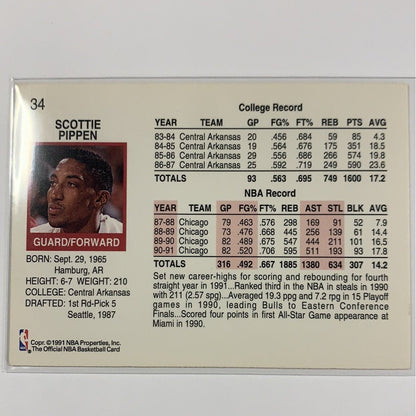 34
SCOTTIE
PIPPEN
GUARD/FORWARD
BORN: Sept. 29, 1965
Hamburg, AR
HEIGHT: 6-7 WEIGHT: 210
COLLEGE: Central Arkansas
DRAFTED: 1st Rd-Pick 5
Seattle, 1987
College Record
YEAR TEAM GP FG% FT% REB PTS AVG
83-84 Central Arkansas 20 .456 .684 59 85 4.3
84-85 Central Arkansas 19 .564 .676 175 351 18.5
85-86 Central Arkansas 29 .556 .686 266 574 19.8
86-87 Central Arkansas 25 .592 .719 249 590 23.6
TOTALS 93 .563 .695 749 1600 17.2
NBA Record
YEAR TEAM GP FG% FT% REB AST STL BLK AVG
87-88 Chicago 79 .463 .576 298 169 91 52 7.9
88-89 Chicago 73 .476 .668 445 256 139 61 14.4
89-90 Chicago 82 .489 .675 547 444 211 101 16.5
90-91 Chicago 82 .520 .706 595 511 193 93 17.8
TOTALS 316 .492 .667 1885 1380 634 307 14.2
Set new career-highs for scoring and rebounding for fourth
straight year in 1991...Ranked third in the NBA in steals in 1990
with 211 (2.57 spg)...Averaged 19.3 ppg and 7.2 rpg in 15 Playoff
games in 1990, leading Bulls to Eastern Conference
Finals...Scored four points in first All-Star Game appearance at
Miami in 1990.
NBA
Copr. ©1991 NBA Properties, Inc.
The Official NBA Basketball Card